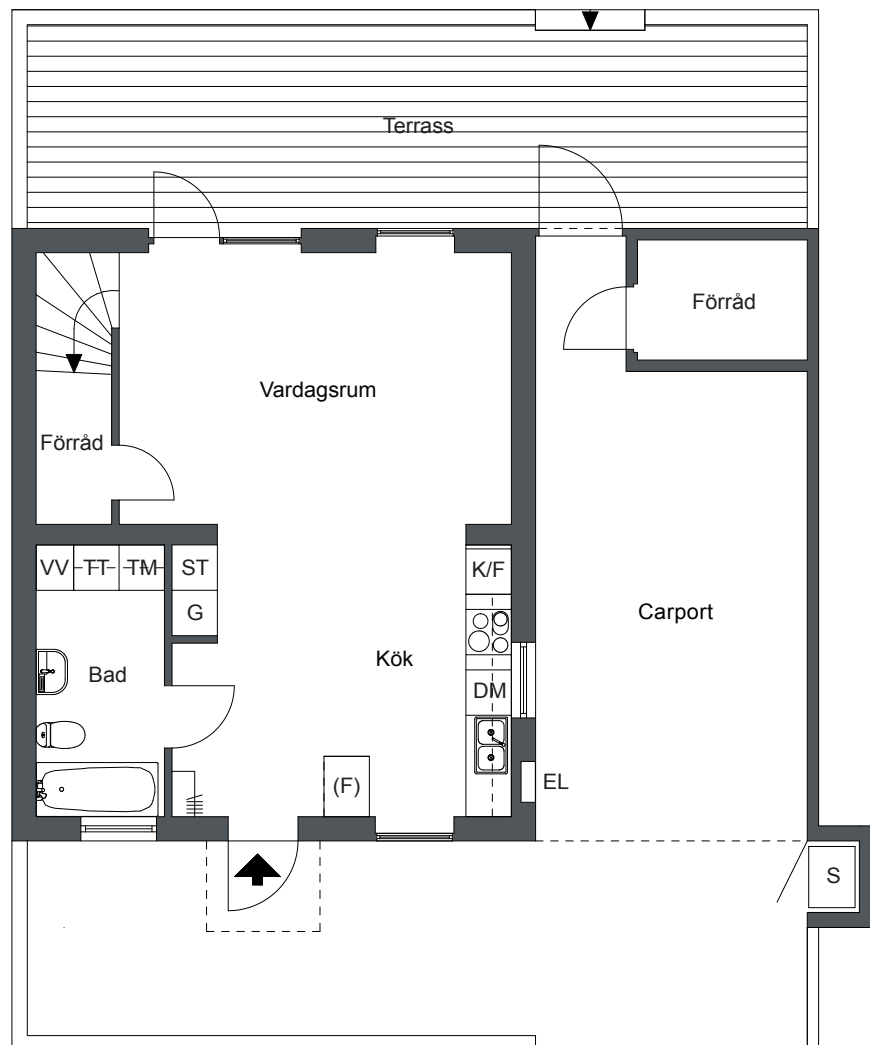 Terrass
Förråd
Vardagsrum
Förråd
VV TT TM ST K/F
G
Carport
Kök
Bad
DM
(F)
EL
S